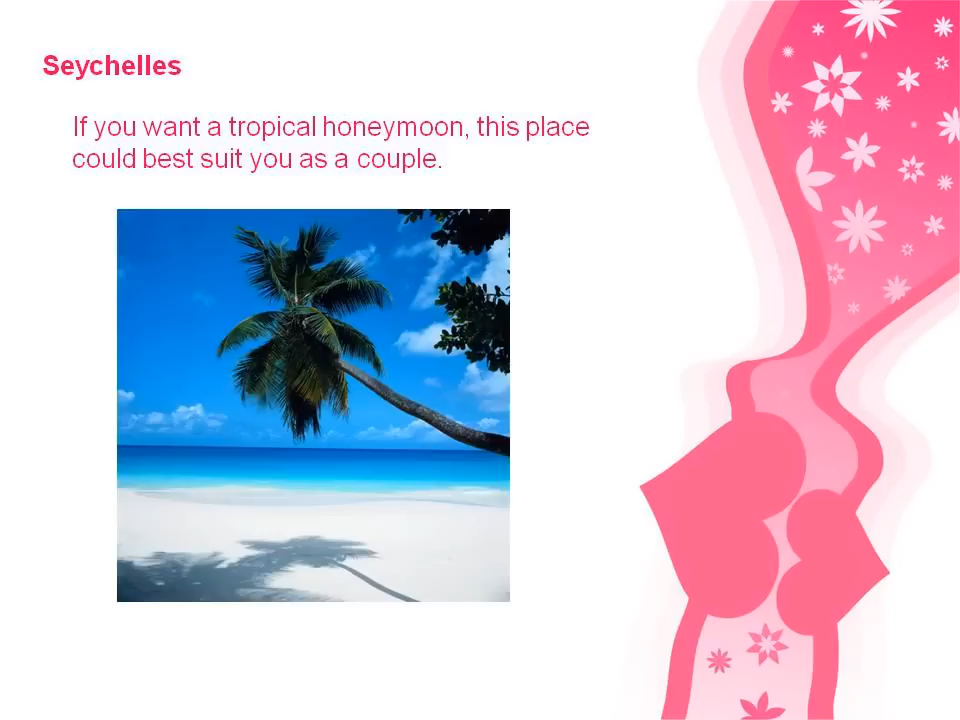 Seychelles
If you want a tropical honeymoon, this place
could best suit you as a couple.